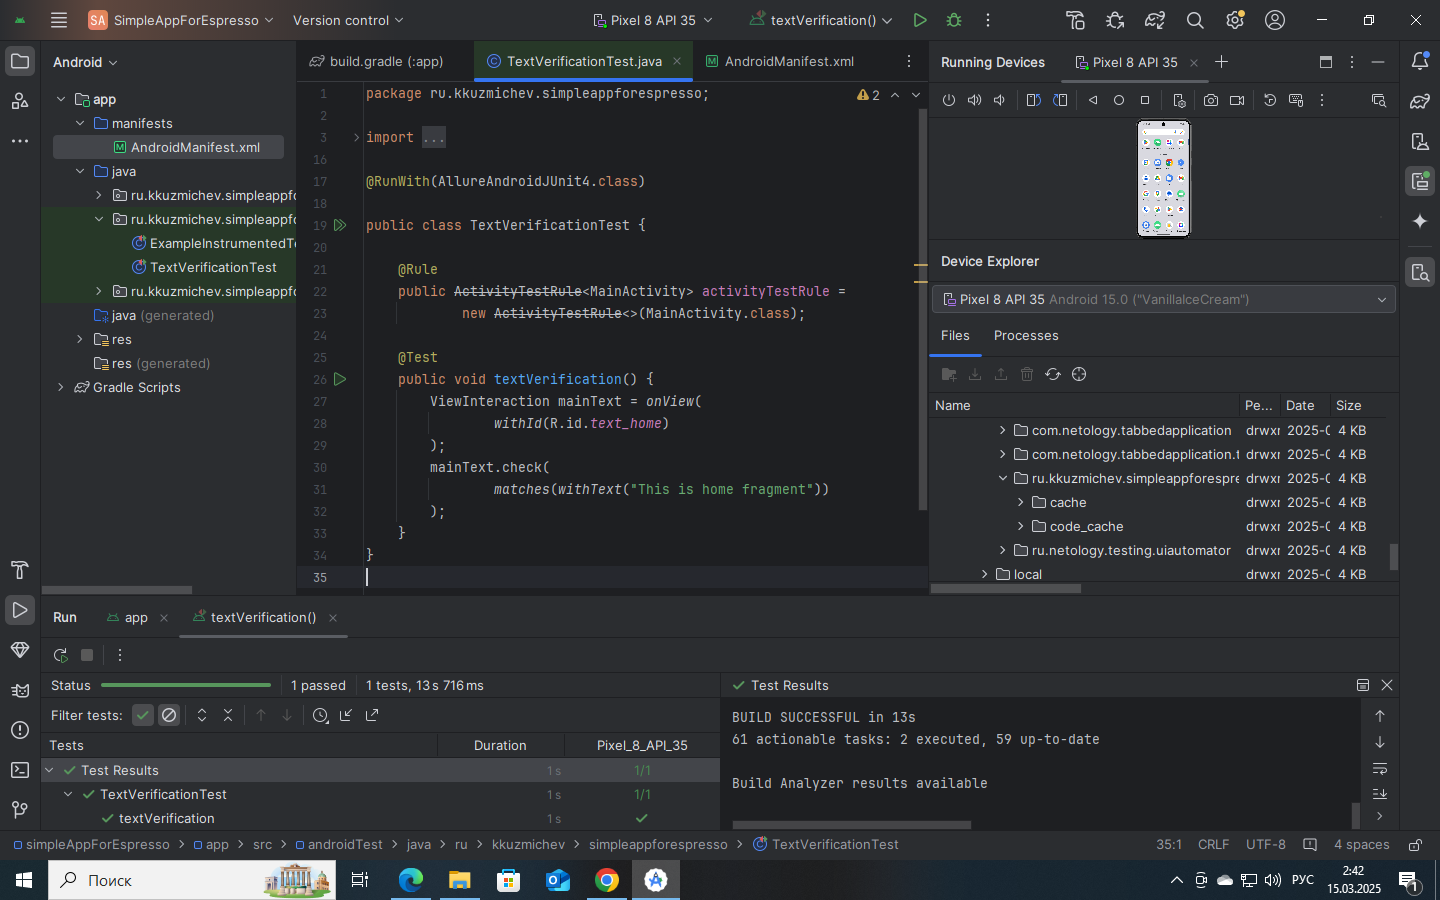 SA SimpleAppForEspresso Version control Pixel 8 API 35 textVerification()
Android
app
manifests
AndroidManifest.xml
java
ru.kkuzmichev.simpleappfo
ru.kkuzmichev.simpleappfo
ExampleInstrumentedTe
TextVerificationTest
ru.kkuzmichev.simpleappfo
java (generated)
res
res (generated)
Gradle Scripts
build.gradle (:app) TextVerificationTest.java AndroidManifest.xml
2
1 package ru.kkuzmichev.simpleappforespresso;
2
3 import ...
16
17 @RunWith(AllureAndroidJUnit4.class)
18
19 public class TextVerificationTest {
20
21 @Rule
22 public ActivityTestRule<MainActivity> activityTestRule =
23 new ActivityTestRule<>(MainActivity.class);
24
25 @Test
26 public void textVerification() {
27 ViewInteraction mainText = onView(
28 withId(R.id.text_home)
29 );
30 mainText.check(
31 matches(withText("This is home fragment"))
32 );
33 }
34 }
35
Running Devices Pixel 8 API 35
Device Explorer
Pixel 8 API 35 Android 15.0 ("VanillaIceCream")
Files Processes
Name Pe... Date Size
com.netology.tabbedapplication drwxr 2025-0 4 KB
com.netology.tabbedapplication.t drwxr 2025-0 4 KB
ru.kkuzmichev.simpleappforespre drwxr 2025-0 4 KB
cache drwxr 2025-0 4 KB
code_cache drwxr 2025-0 4 KB
ru.netology.testing.uiautomator drwxr 2025-0 4 KB
local drwxr 2025-0 4 KB
Run app textVerification()
Status 1 passed 1 tests, 13 s 716 ms
Filter tests:
Tests Duration Pixel_8_API_35
Test Results 1 s 1/1
TextVerificationTest 1 s 1/1
textVerification 1 s
Test Results
BUILD SUCCESSFUL in 13s
61 actionable tasks: 2 executed, 59 up-to-date
Build Analyzer results available
simpleAppForEspresso app src androidTest java ru kkuzmichev simpleappforespresso TextVerificationTest 35:1 CRLF UTF-8 4 spaces
Поиск
РУС
2:42
15.03.2025
1